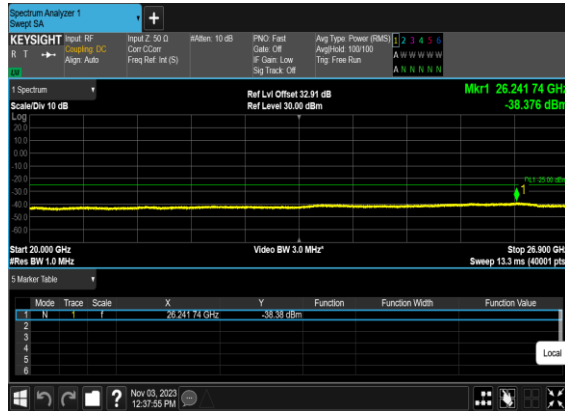 Spectrum Analyzer 1
Swept SA
KEYSIGHT
R T
LW
Input: RF
Coupling: DC
Align: Auto
Input Z: 50 Ω
Corr CCorr
Freq Ref: Int (S)
#Atten: 10 dB
PNO: Fast
Gate: Off
IF Gain: Low
Sig Track: Off
Avg Type: Power (RMS)
Avg|Hold: 100/100
Trig: Free Run
1 2 3 4 5 6
A W W W W W
A N N N N N
1 Spectrum
Scale/Div 10 dB
Ref Lvl Offset 32.91 dB
Ref Level 30.00 dBm
Mkr1 26.241 74 GHz
-38.376 dBm
Log
20.0
10.0
0.00
-10.0
-20.0
-30.0
-40.0
-50.0
-60.0
DL1 -25.00 dBm
1
Start 20.000 GHz
#Res BW 1.0 MHz
Video BW 3.0 MHz*
Stop 26.900 GHz
Sweep 13.3 ms (40001 pts)
5 Marker Table
Mode Trace Scale X Y Function Function Width Function Value
1 N 1 f 26.241 74 GHz -38.38 dBm
2
3
4
5
6
Local
?
Nov 03, 2023
12:37:55 PM